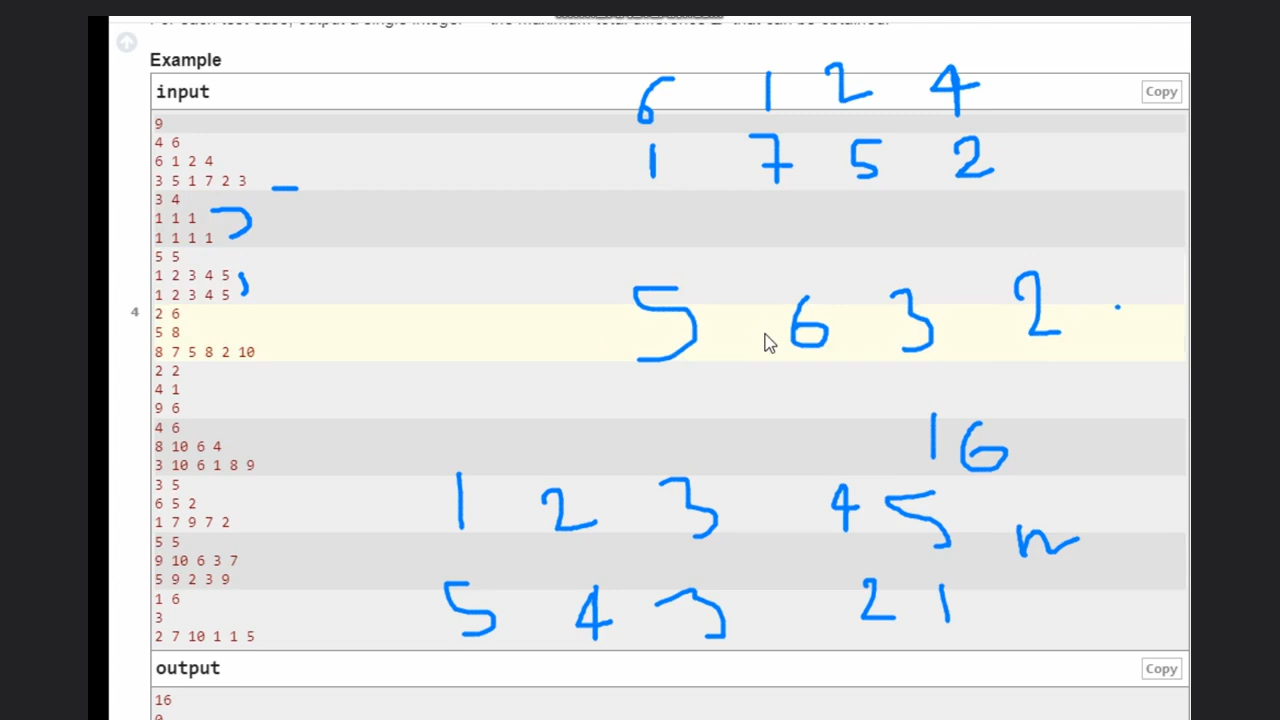 Example
input
Copy
9
4 6
6 1 2 4
3 5 1 7 2 3
3 4
1 1 1
1 1 1 1
5 5
1 2 3 4 5
1 2 3 4 5
2 6
5 8
8 7 5 8 2 10
2 2
4 1
9 6
4 6
8 10 6 4
3 10 6 1 8 9
3 5
6 5 2
1 7 9 7 2
5 5
9 10 6 3 7
5 9 2 3 9
1 6
3
2 7 10 1 1 5
4
6 1 2 4
1 7 5 2
5 6 3 2
16
1 2 3 4 5
n
5 4 3 2 1
output
Copy
16